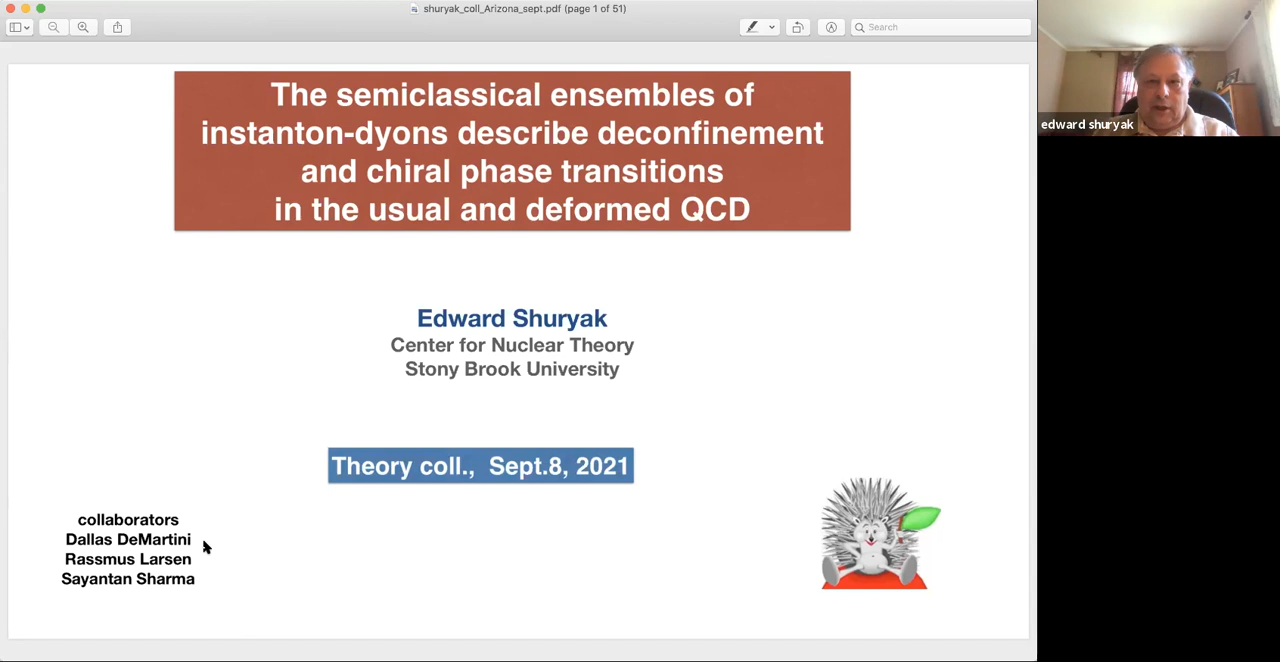 shuryak_coll_Arizona_sept.pdf (page 1 of 51)
Search
The semiclassical ensembles of
instanton-dyons describe deconfinement
and chiral phase transitions
in the usual and deformed QCD
edward shuryak
Edward Shuryak
Center for Nuclear Theory
Stony Brook University
Theory coll., Sept.8, 2021
collaborators
Dallas DeMartini
Rassmus Larsen
Sayantan Sharma